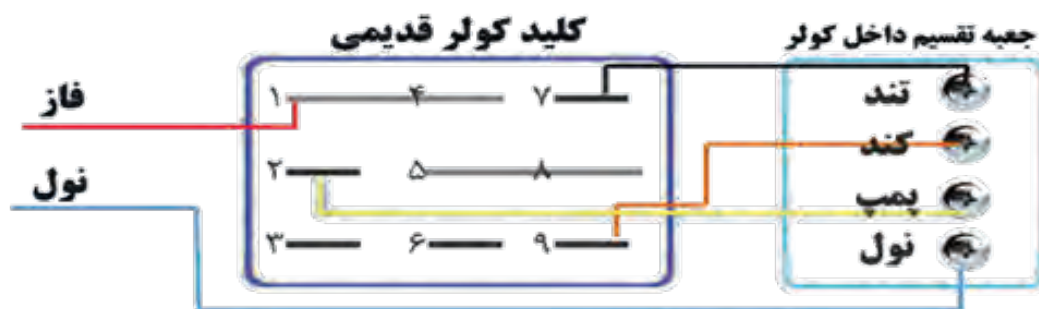 کلید کولر قدیمی
جعبه تقسیم داخل کولر
فاز
نول
۱ ۴ ۷
۲ ۵ ۸
۳ ۶ ۹
تند
کند
پمپ
نول